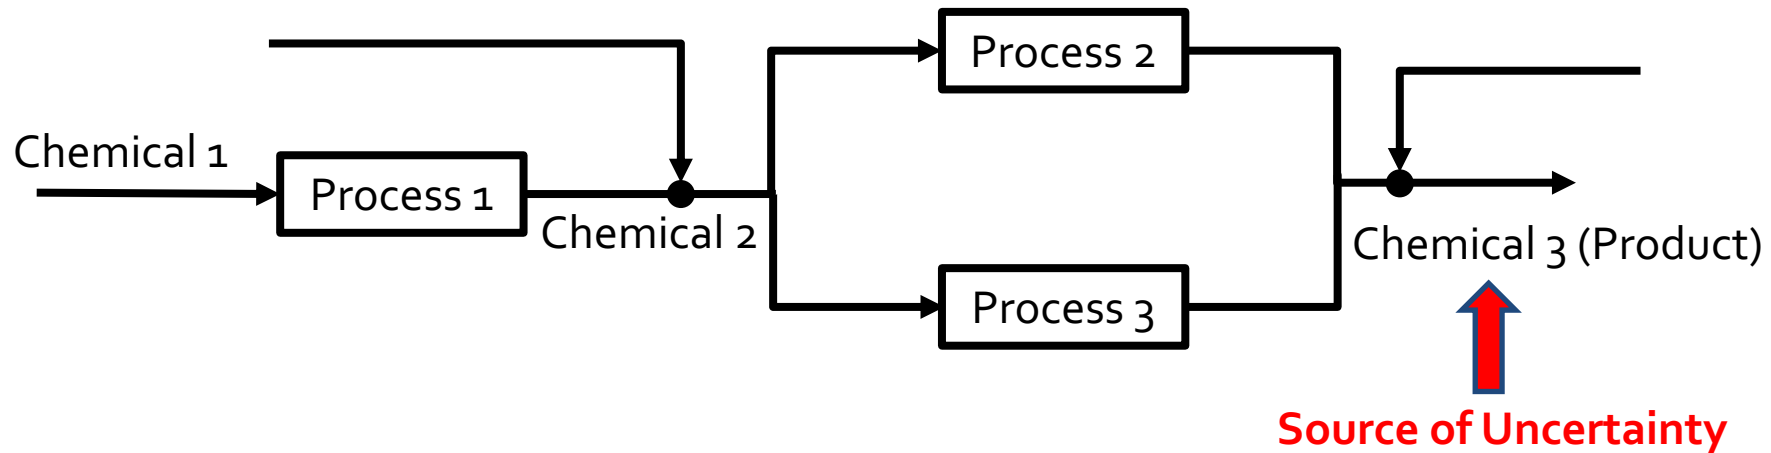 Process 2
Chemical 1
Process 1
Chemical 2
Chemical 3 (Product)
Process 3
Source of Uncertainty